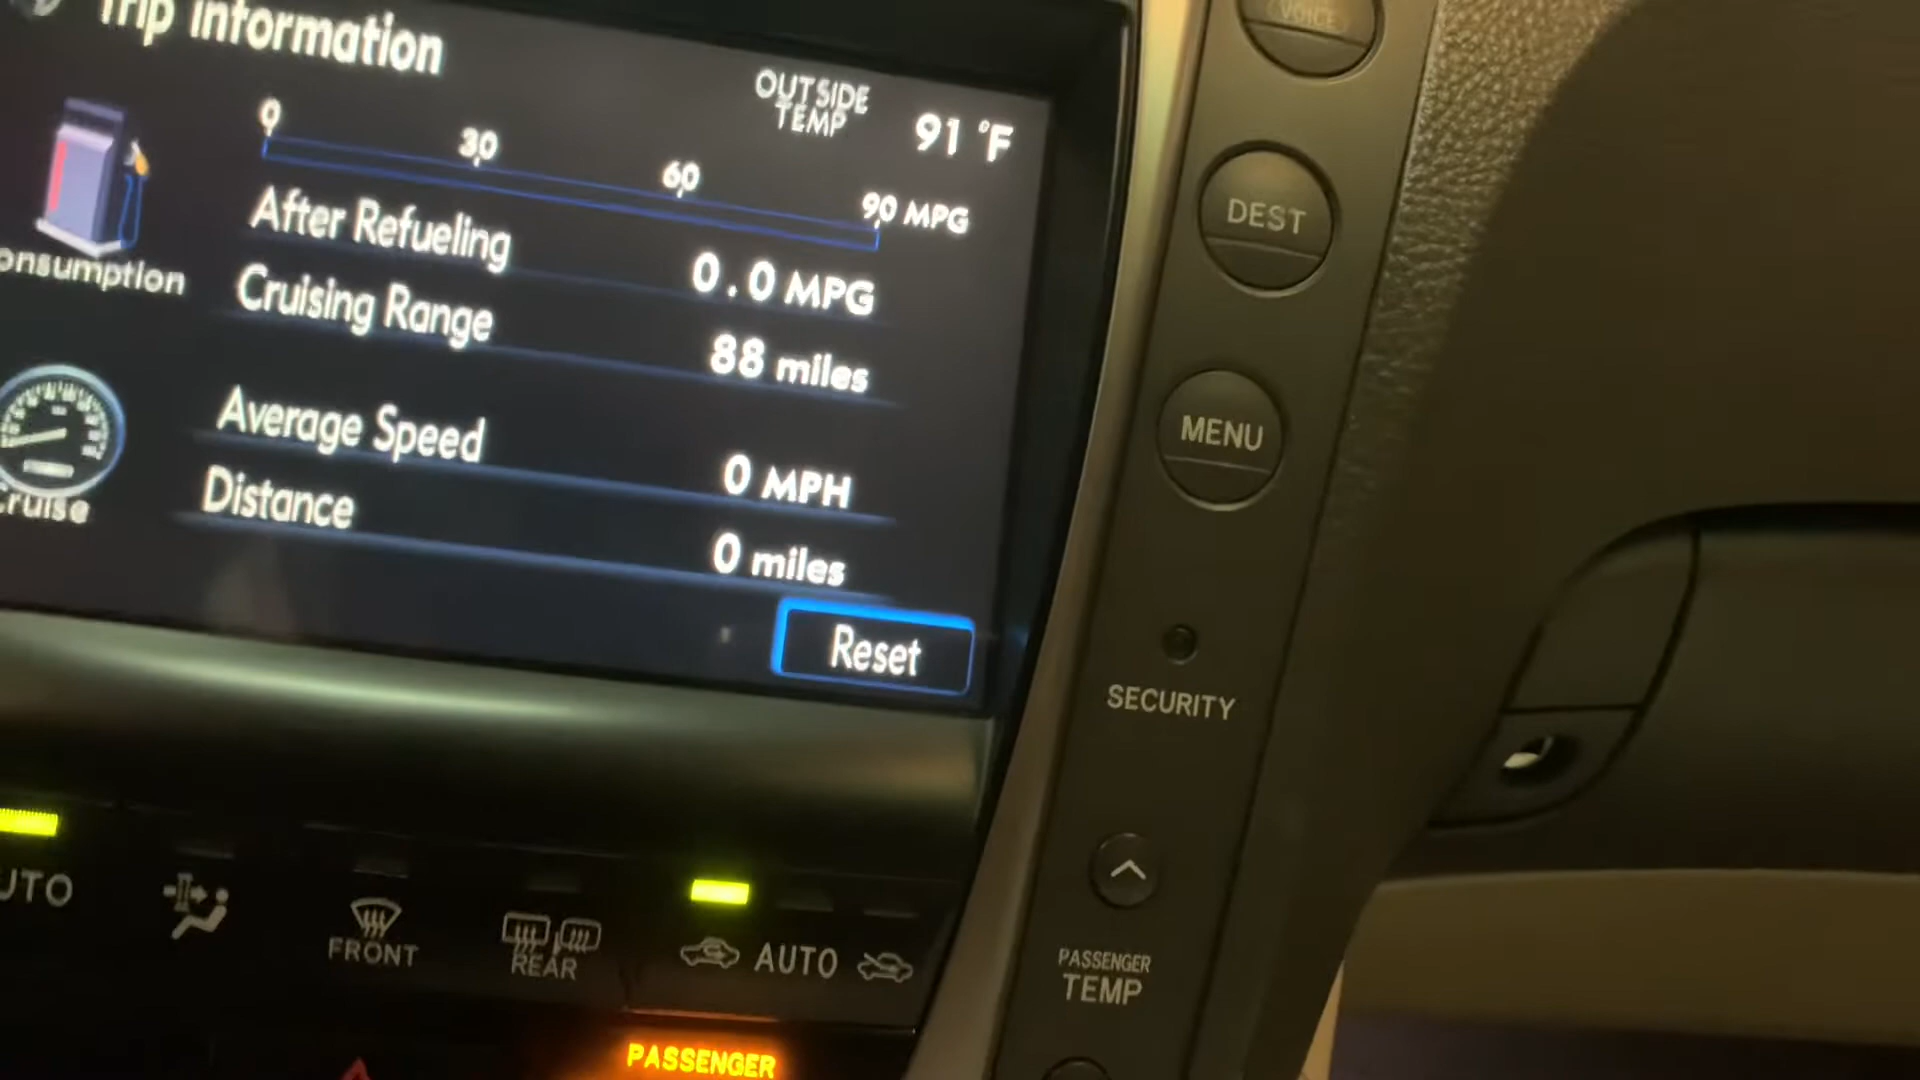 Trip information
OUTSIDE
TEMP
91 °F
0
30
60
90 MPG
After Refueling
0.0 MPG
Cruising Range
88 miles
Average Speed
0 MPH
Distance
0 miles
Reset
onsumption
Cruise
VOICE
DEST
MENU
SECURITY
PASSENGER
TEMP
UTO
FRONT
REAR
AUTO
PASSENGER